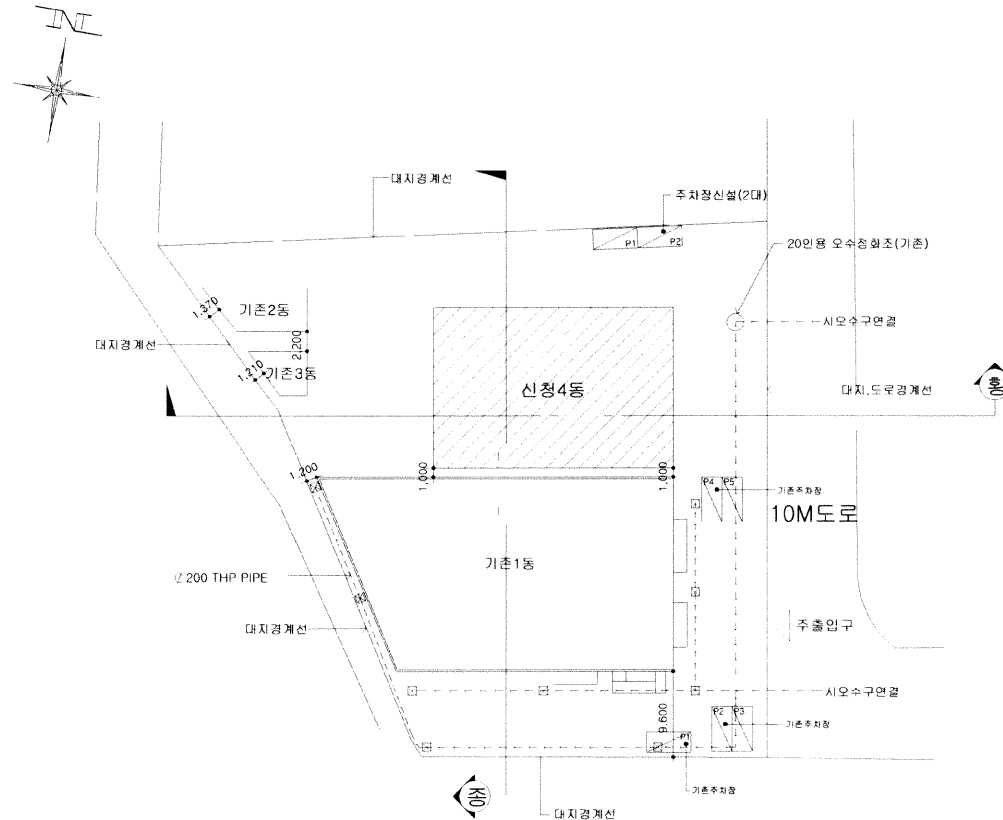 N
대지경계선
주차장신설(2대)
P1
P2
20인용 오수정화조(기존)
1.370
기존2동
시오수구연결
대지경계선
2.200
1.210
기존3동
신청4동
대지,도로경계선
횡
1.200
1.000
1.000
P4
P5
기존주차장
10M도로
기존1동
∅200 THP PIPE
대지경계선
주출입구
시오수구연결
9.600
P2
P3
기존주차장
P1
기존주차장
종
대지경계선